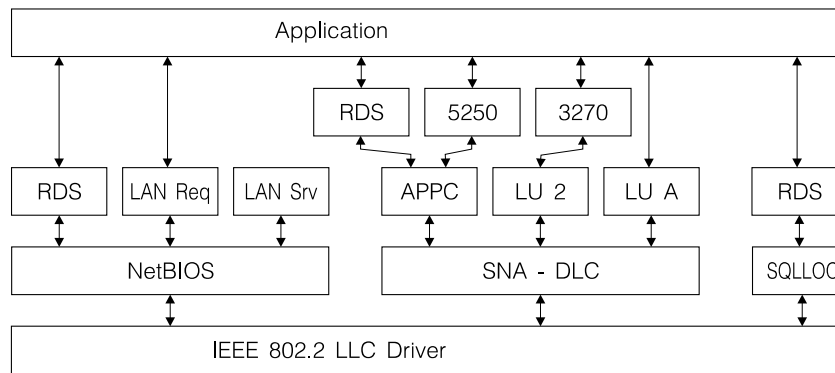 Application
RDS 5250 3270
RDS LAN Req LAN Srv APPC LU 2 LU A RDS
NetBIOS SNA - DLC SQLLOO
IEEE 802.2 LLC Driver